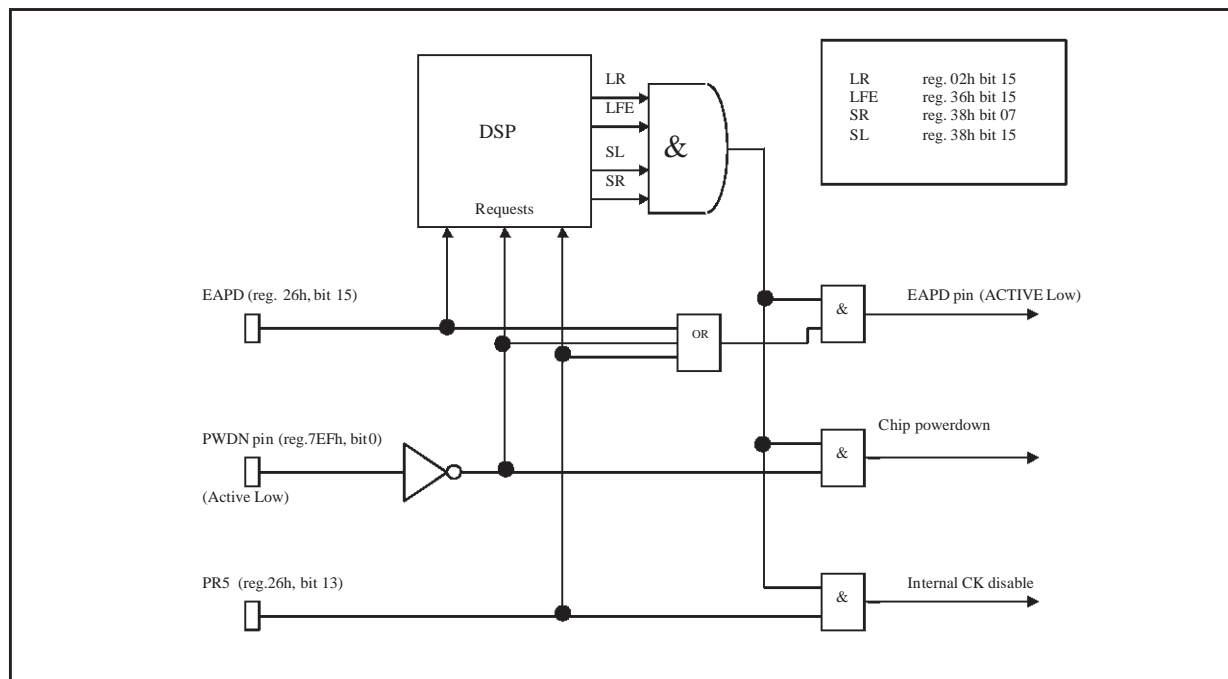 LR
LFE
DSP
&
SL
SR
Requests
LR reg. 02h bit 15
LFE reg. 36h bit 15
SR reg. 38h bit 07
SL reg. 38h bit 15
EAPD (reg. 26h, bit 15)
OR
&
EAPD pin (ACTIVE Low)
PWDN pin (reg.7EFh, bit0)
(Active Low)
&
Chip powerdown
PR5 (reg.26h, bit 13)
&
Internal CK disable